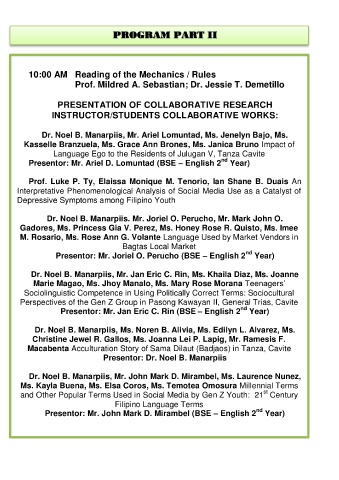 PROGRAM PART II
10:00 AM Reading of the Mechanics / Rules
Prof. Mildred A. Sebastian; Dr. Jessie T. Demetillo
PRESENTATION OF COLLABORATIVE RESEARCH
INSTRUCTOR/STUDENTS COLLABORATIVE WORKS:
Dr. Noel B. Manarpiis, Mr. Ariel Lomuntad, Ms. Jenelyn Bajo, Ms.
Kasselle Branzuela, Ms. Grace Ann Brones, Ms. Janica Bruno Impact of
Language Ego to the Residents of Julugan V, Tanza Cavite
Presentor: Mr. Ariel D. Lomuntad (BSE – English 2nd Year)
Prof. Luke P. Ty, Elaissa Monique M. Tenorio, Ian Shane B. Duais An
Interpretative Phenomenological Analysis of Social Media Use as a Catalyst of
Depressive Symptoms among Filipino Youth
Dr. Noel B. Manarpiis. Mr. Joriel O. Perucho, Mr. Mark John O.
Gadores, Ms. Princess Gia V. Perez, Ms. Honey Rose R. Quisto, Ms. Imee
M. Rosario, Ms. Rose Ann G. Volante Language Used by Market Vendors in
Bagtas Local Market
Presentor: Mr. Joriel O. Perucho (BSE – English 2nd Year)
Dr. Noel B. Manarpiis, Mr. Jan Eric C. Rin, Ms. Khaila Diaz, Ms. Joanne
Marie Magao, Ms. Jhoy Manalo, Ms. Mary Rose Morana Teenagers'
Sociolinguistic Competence in Using Politically Correct Terms: Sociocultural
Perspectives of the Gen Z Group in Pasong Kawayan II, General Trias, Cavite
Presentor: Mr. Jan Eric C. Rin (BSE – English 2nd Year)
Dr. Noel B. Manarpiis, Ms. Noren B. Alivia, Ms. Edilyn L. Alvarez, Ms.
Christine Jewel R. Gallos, Ms. Joanna Lei P. Lapig, Mr. Ramesis F.
Macabenta Acculturation Story of Sama Dilaut (Badjaos) in Tanza, Cavite
Presentor: Dr. Noel B. Manarpiis
Dr. Noel B. Manarpiis, Mr. John Mark D. Mirambel, Ms. Laurence Nunez,
Ms. Kayla Buena, Ms. Elsa Coros, Ms. Temotea Omosura Millennial Terms
and Other Popular Terms Used in Social Media by Gen Z Youth: 21st Century
Filipino Language Terms
Presentor: Mr. John Mark D. Mirambel (BSE – English 2nd Year)